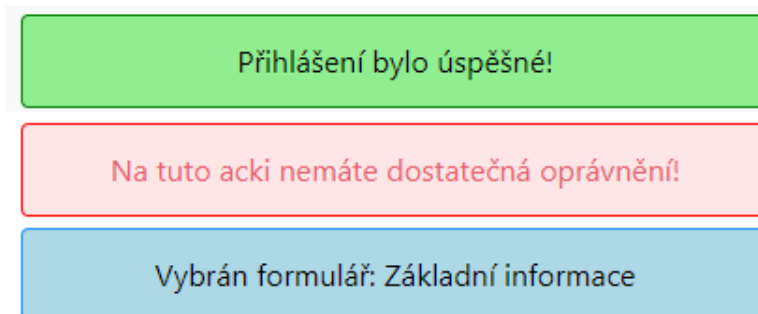 Přihlášení bylo úspěšné!
Na tuto acki nemáte dostatečná oprávnění!
Vybrán formulář: Základní informace